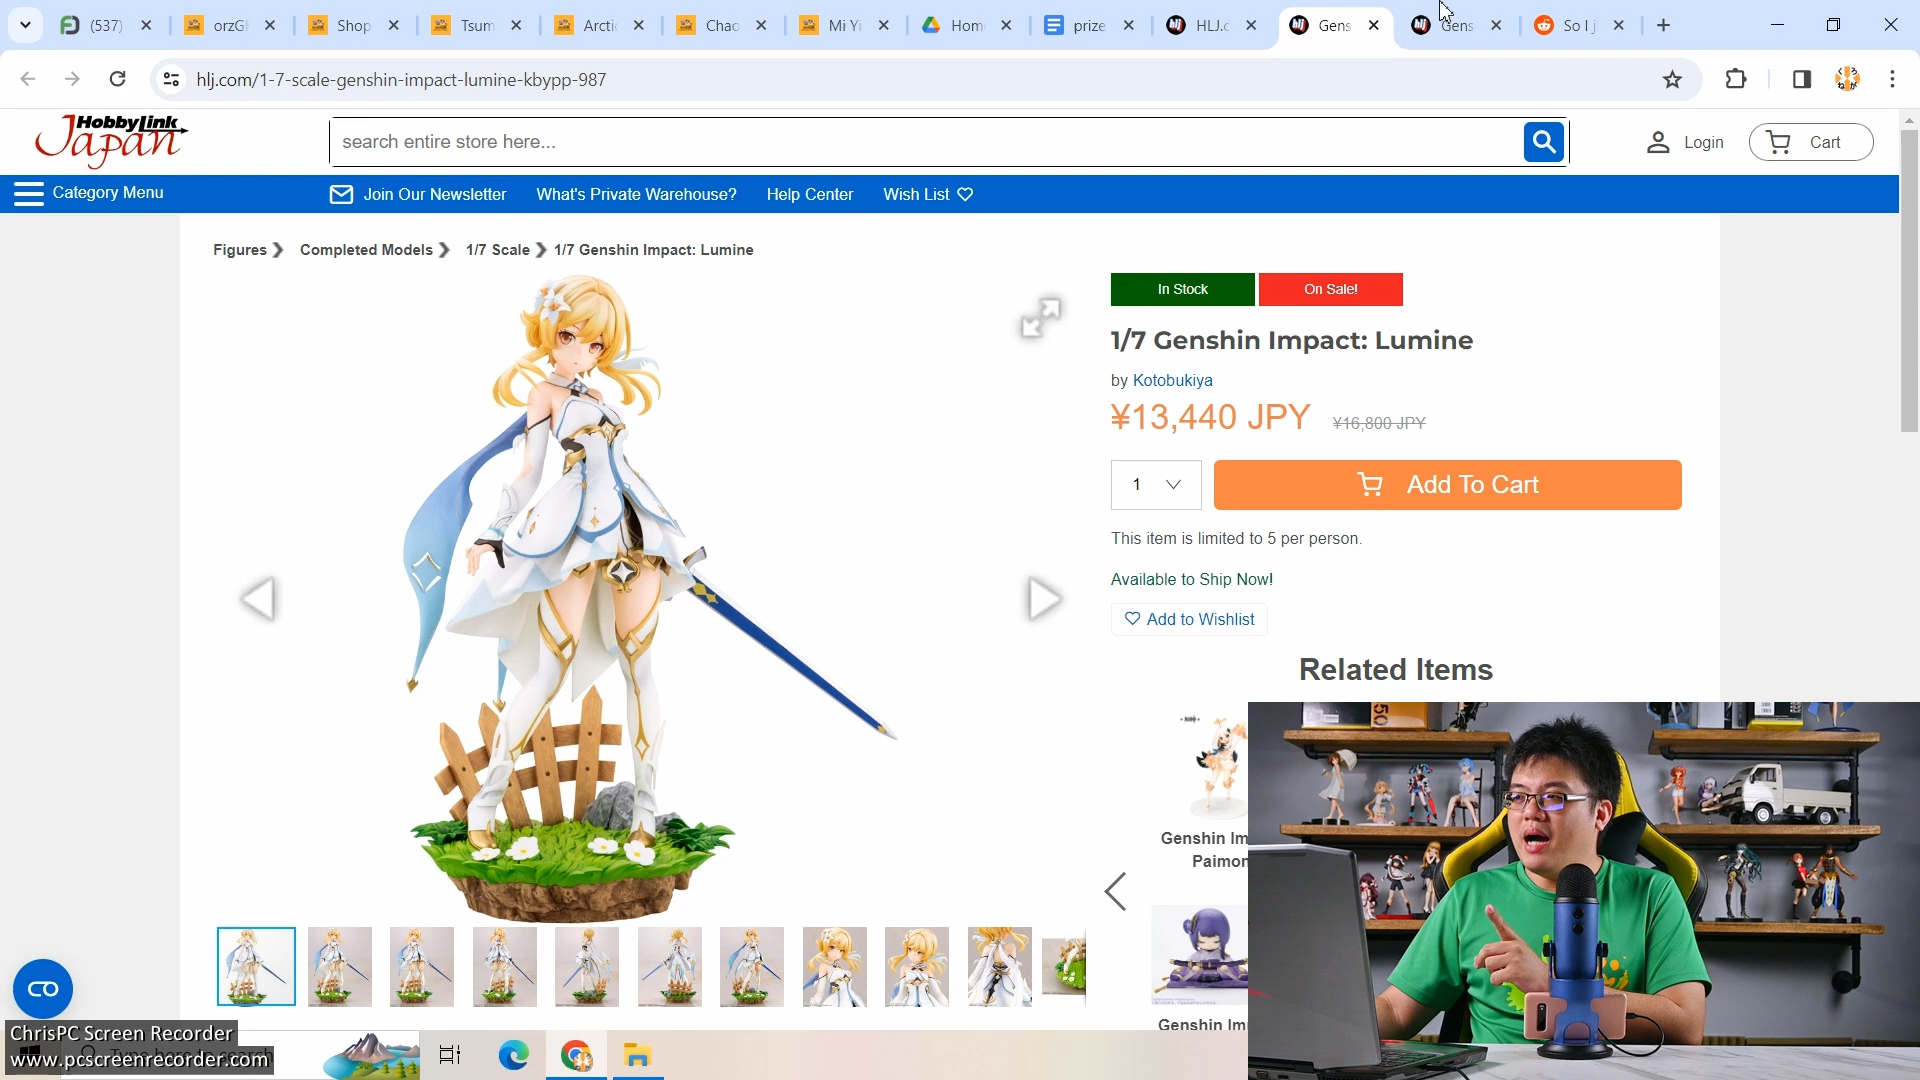 (537)
orzG
Shop
Tsum
Arctic
Chao
Mi Yi
Hom
prize
HLJ.c
Gens
Gens
So I j
hlj.com/1-7-scale-genshin-impact-lumine-kbypp-987
HobbyLink
Japan
search entire store here...
Login
Cart
Category Menu
Join Our Newsletter
What's Private Warehouse?
Help Center
Wish List
Figures
Completed Models
1/7 Scale
1/7 Genshin Impact: Lumine
In Stock
On Sale!
1/7 Genshin Impact: Lumine
by Kotobukiya
¥13,440 JPY ¥16,800 JPY
1
Add To Cart
This item is limited to 5 per person.
Available to Ship Now!
Add to Wishlist
Related Items
Genshin Im
Paimon
Genshin Im
ChrisPC Screen Recorder
www.pcscreenrecorder.com